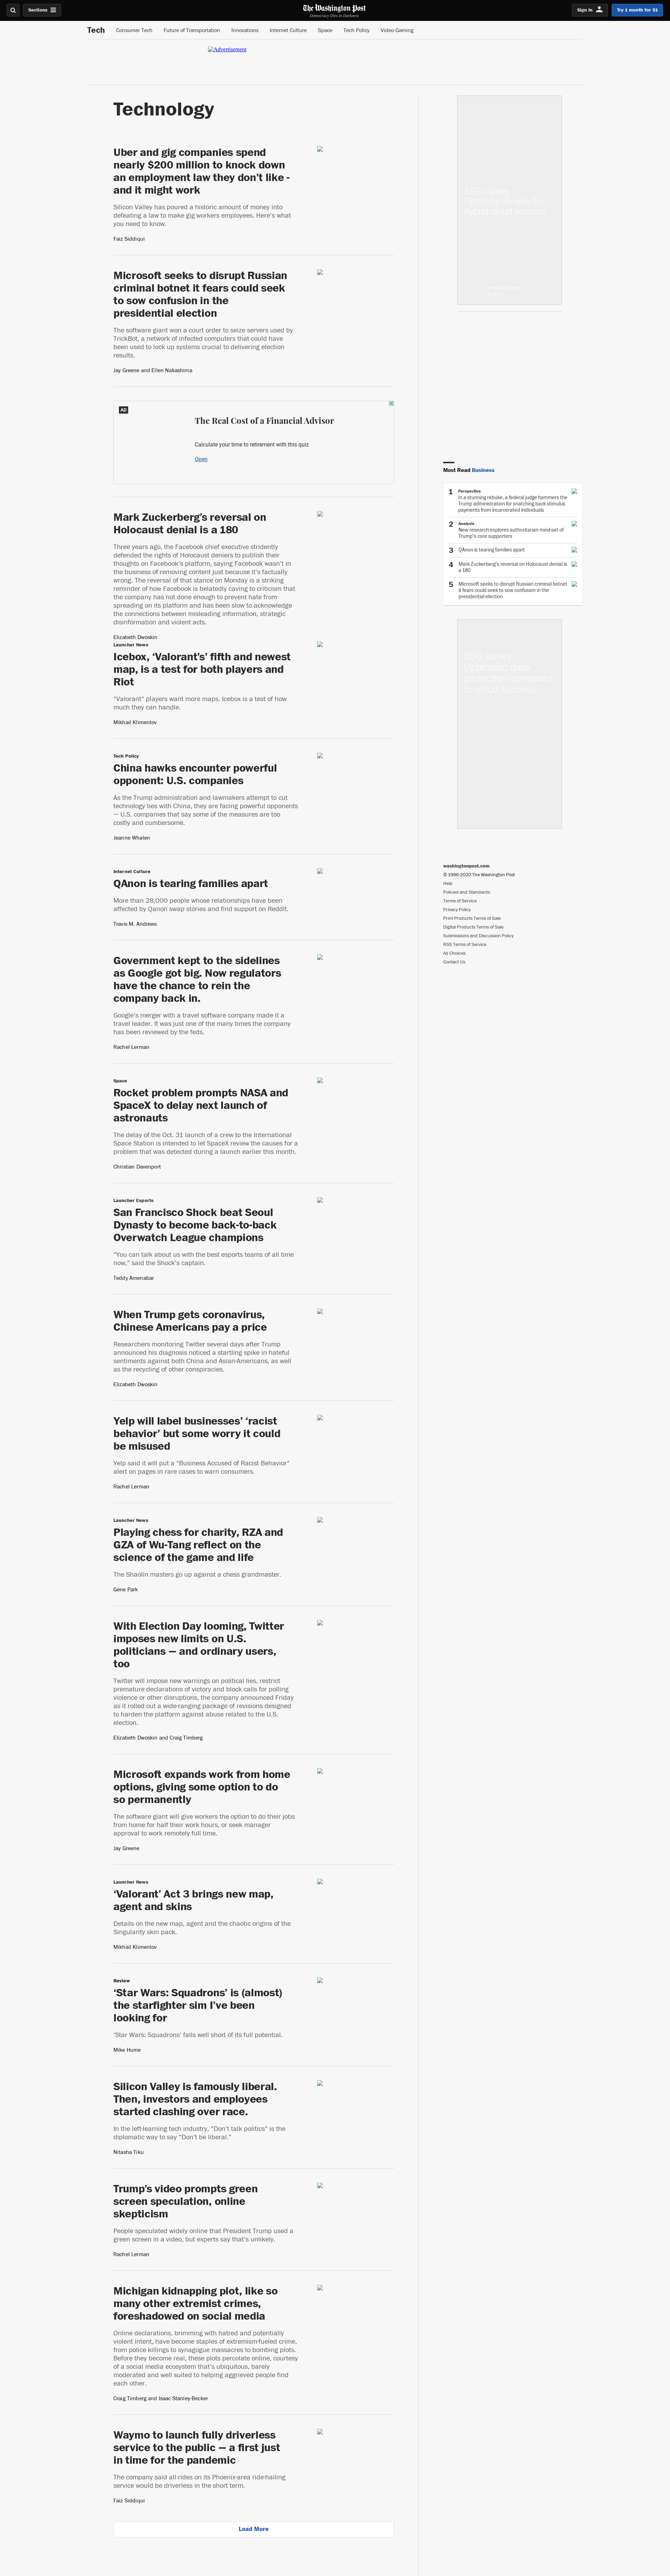 Sections
The Washington Post
Democracy Dies in Darkness
Sign In
Try 1 month for $1
Tech
Consumer Tech
Future of Transportation
Innovations
Internet Culture
Space
Tech Policy
Video Gaming
Advertisement
Technology
Uber and gig companies spend
nearly $200 million to knock down
an employment law they don't like -
and it might work
Silicon Valley has poured a historic amount of money into
defeating a law to make gig workers employees. Here's what
you need to know.
Faiz Siddiqui
Microsoft seeks to disrupt Russian
criminal botnet it fears could seek
to sow confusion in the
presidential election
The software giant won a court order to seize servers used by
TrickBot, a network of infected computers that could have
been used to lock up systems crucial to delivering election
results.
Jay Greene and Ellen Nakashima
AD
The Real Cost of a Financial Advisor
Calculate your time to retirement with this quiz
Open
Mark Zuckerberg's reversal on
Holocaust denial is a 180
Three years ago, the Facebook chief executive stridently
defended the rights of Holocaust deniers to publish their
thoughts on Facebook's platform, saying Facebook wasn't in
the business of removing content just because it's factually
wrong. The reversal of that stance on Monday is a striking
reminder of how Facebook is belatedly caving to criticism that
the company has not done enough to prevent hate from
spreading on its platform and has been slow to acknowledge
the connections between misleading information, strategic
disinformation and violent acts.
Elizabeth Dwoskin
Launcher News
Icebox, 'Valorant's' fifth and newest
map, is a test for both players and
Riot
"Valorant" players want more maps. Icebox is a test of how
much they can handle.
Mikhail Klimentov
Tech Policy
China hawks encounter powerful
opponent: U.S. companies
As the Trump administration and lawmakers attempt to cut
technology ties with China, they are facing powerful opponents
— U.S. companies that say some of the measures are too
costly and cumbersome.
Jeanne Whalen
Internet Culture
QAnon is tearing families apart
More than 28,000 people whose relationships have been
affected by Qanon swap stories and find support on Reddit.
Travis M. Andrews
Government kept to the sidelines
as Google got big. Now regulators
have the chance to rein the
company back in.
Google's merger with a travel software company made it a
travel leader. It was just one of the many times the company
has been reviewed by the feds.
Rachel Lerman
Space
Rocket problem prompts NASA and
SpaceX to delay next launch of
astronauts
The delay of the Oct. 31 launch of a crew to the International
Space Station is intended to let SpaceX review the causes for a
problem that was detected during a launch earlier this month.
Christian Davenport
Launcher Esports
San Francisco Shock beat Seoul
Dynasty to become back-to-back
Overwatch League champions
"You can talk about us with the best esports teams of all time
now," said the Shock's captain.
Teddy Amenabar
When Trump gets coronavirus,
Chinese Americans pay a price
Researchers monitoring Twitter several days after Trump
announced his diagnosis noticed a startling spike in hateful
sentiments against both China and Asian-Americans, as well
as the recycling of other conspiracies.
Elizabeth Dwoskin
Yelp will label businesses' 'racist
behavior' but some worry it could
be misused
Yelp said it will put a "Business Accused of Racist Behavior"
alert on pages in rare cases to warn consumers.
Rachel Lerman
Launcher News
Playing chess for charity, RZA and
GZA of Wu-Tang reflect on the
science of the game and life
The Shaolin masters go up against a chess grandmaster.
Gene Park
With Election Day looming, Twitter
imposes new limits on U.S.
politicians — and ordinary users,
too
Twitter will impose new warnings on political lies, restrict
premature declarations of victory and block calls for polling
violence or other disruptions, the company announced Friday
as it rolled out a wide-ranging package of revisions designed
to harden the platform against abuse related to the U.S.
election.
Elizabeth Dwoskin and Craig Timberg
Microsoft expands work from home
options, giving some option to do
so permanently
The software giant will give workers the option to do their jobs
from home for half their work hours, or seek manager
approval to work remotely full time.
Jay Greene
Launcher News
'Valorant' Act 3 brings new map,
agent and skins
Details on the new map, agent and the chaotic origins of the
Singularity skin pack.
Mikhail Klimentov
Review
'Star Wars: Squadrons' is (almost)
the starfighter sim I've been
looking for
'Star Wars: Squadrons' falls well short of its full potential.
Mike Hume
Silicon Valley is famously liberal.
Then, investors and employees
started clashing over race.
In the left-learning tech industry, "Don't talk politics" is the
diplomatic way to say "Don't be liberal."
Nitasha Tiku
Trump's video prompts green
screen speculation, online
skepticism
People speculated widely online that President Trump used a
green screen in a video, but experts say that's unlikely.
Rachel Lerman
Michigan kidnapping plot, like so
many other extremist crimes,
foreshadowed on social media
Online declarations, brimming with hatred and potentially
violent intent, have become staples of extremism-fueled crime,
from police killings to synagogue massacres to bombing plots.
Before they become real, these plots percolate online, courtesy
of a social media ecosystem that's ubiquitous, barely
moderated and well suited to helping aggrieved people find
each other.
Craig Timberg and Isaac Stanley-Becker
Waymo to launch fully driverless
service to the public — a first just
in time for the pandemic
The company said all rides on its Phoenix-area ride-hailing
service would be driverless in the short term.
Faiz Siddiqui
Load More
ESG survey
Optimize servers for
hybrid cloud success
Most Read Business
1 Perspective
In a stunning rebuke, a federal judge hammers the
Trump administration for snatching back stimulus
payments from incarcerated individuals
2 Analysis
New research explores authoritarian mind-set of
Trump's core supporters
3 QAnon is tearing families apart
4 Mark Zuckerberg's reversal on Holocaust denial is
a 180
5 Microsoft seeks to disrupt Russian criminal botnet
it fears could seek to sow confusion in the
presidential election
ESG survey
Optimized data
protection conducted
to cloud success
washingtonpost.com
© 1996-2020 The Washington Post
Help
Policies and Standards
Terms of Service
Privacy Policy
Print Products Terms of Sale
Digital Products Terms of Sale
Submissions and Discussion Policy
RSS Terms of Service
Ad Choices
Contact Us